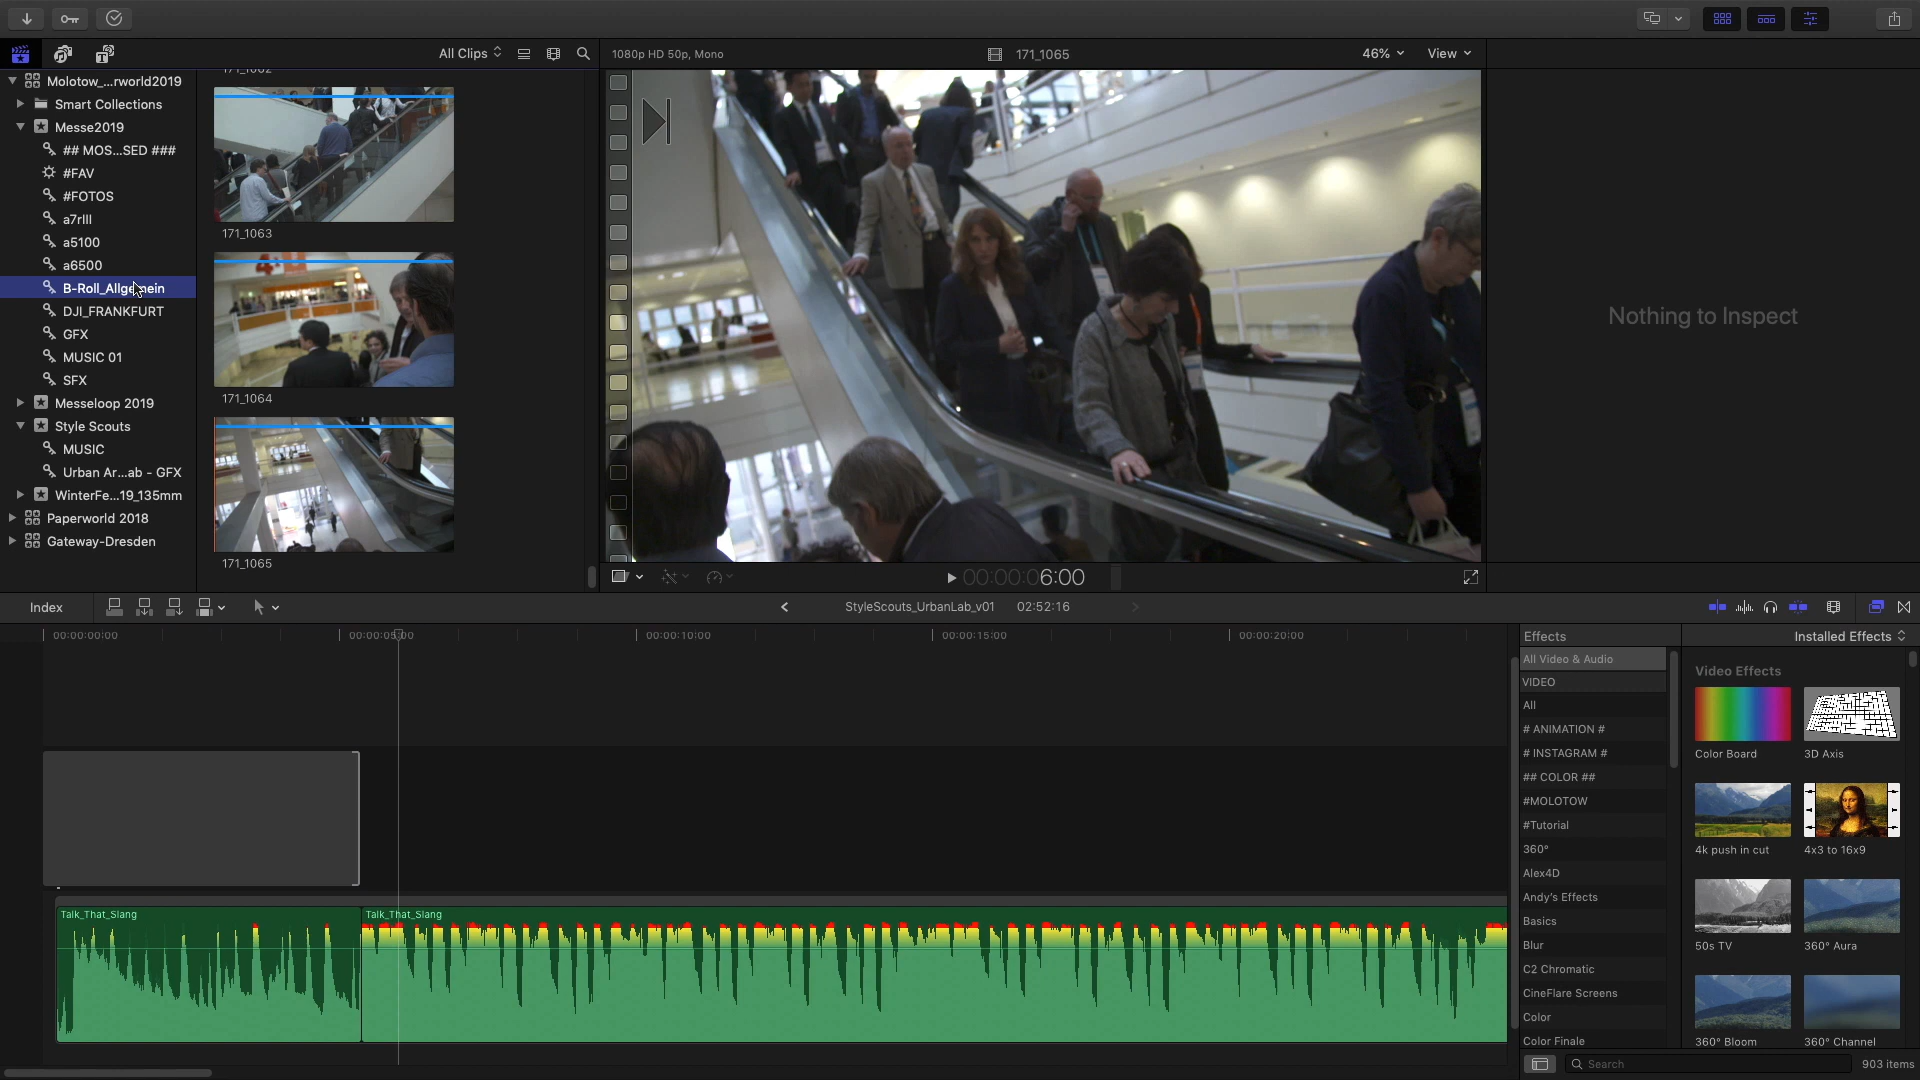 All Clips
1080p HD 50p, Mono
171_1065
46%
View
Molotow_...rworld2019
Smart Collections
Messe2019
## MOS...SED ###
#FAV
#FOTOS
a7rIII
a5100
a6500
B-Roll_Allgemein
DJI_FRANKFURT
GFX
MUSIC 01
SFX
Messeloop 2019
Style Scouts
MUSIC
Urban Ar...ab - GFX
WinterFe...19_135mm
Paperworld 2018
Gateway-Dresden
171_1062
171_1063
171_1064
171_1065
Nothing to Inspect
00:00:06:00
Index
StyleScouts_UrbanLab_v01
02:52:16
00:00:00:00
00:00:05:00
00:00:10:00
00:00:15:00
00:00:20:00
Talk_That_Slang
Talk_That_Slang
Effects
Installed Effects
All Video & Audio
VIDEO
All
# ANIMATION #
# INSTAGRAM #
## COLOR ##
#MOLOTOW
#Tutorial
360°
Alex4D
Andy's Effects
Basics
Blur
C2 Chromatic
CineFlare Screens
Color
Color Finale
Video Effects
Color Board
3D Axis
4k push in cut
4x3 to 16x9
50s TV
360° Aura
360° Bloom
360° Channel
Search
903 items